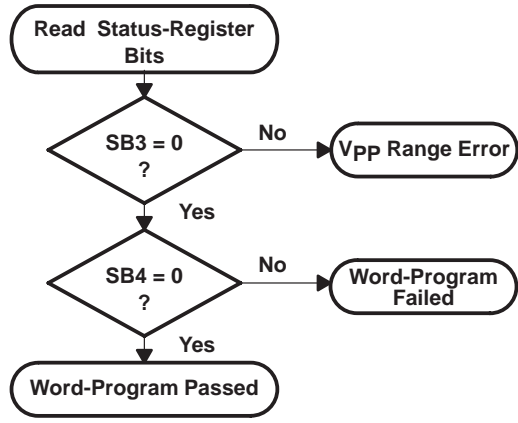 Read Status-Register
Bits
SB3 = 0
?
No
VPP Range Error
Yes
SB4 = 0
?
No
Word-Program
Failed
Yes
Word-Program Passed